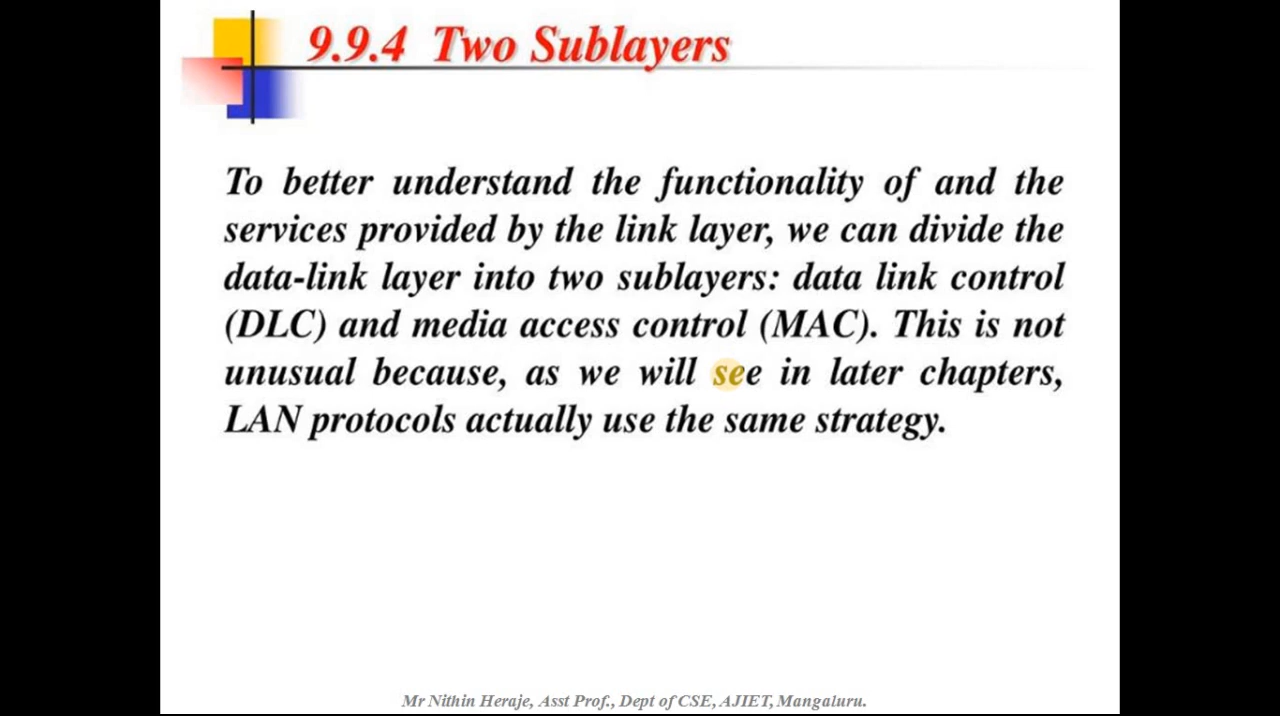 9.9.4 Two Sublayers
To better understand the functionality of and the
services provided by the link layer, we can divide the
data-link layer into two sublayers: data link control
(DLC) and media access control (MAC). This is not
unusual because, as we will see in later chapters,
LAN protocols actually use the same strategy.
Mr Nithin Heraje, Asst Prof., Dept of CSE, AJIET, Mangaluru.